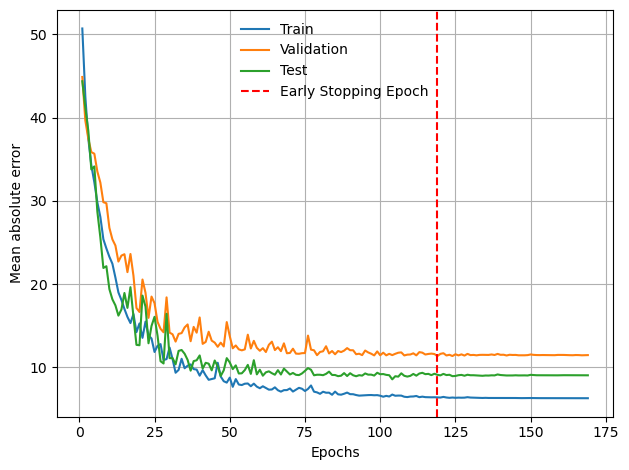 Train
Validation
Test
Early Stopping Epoch
50
40
30
20
10
Mean absolute error
0 25 50 75 100 125 150 175
Epochs